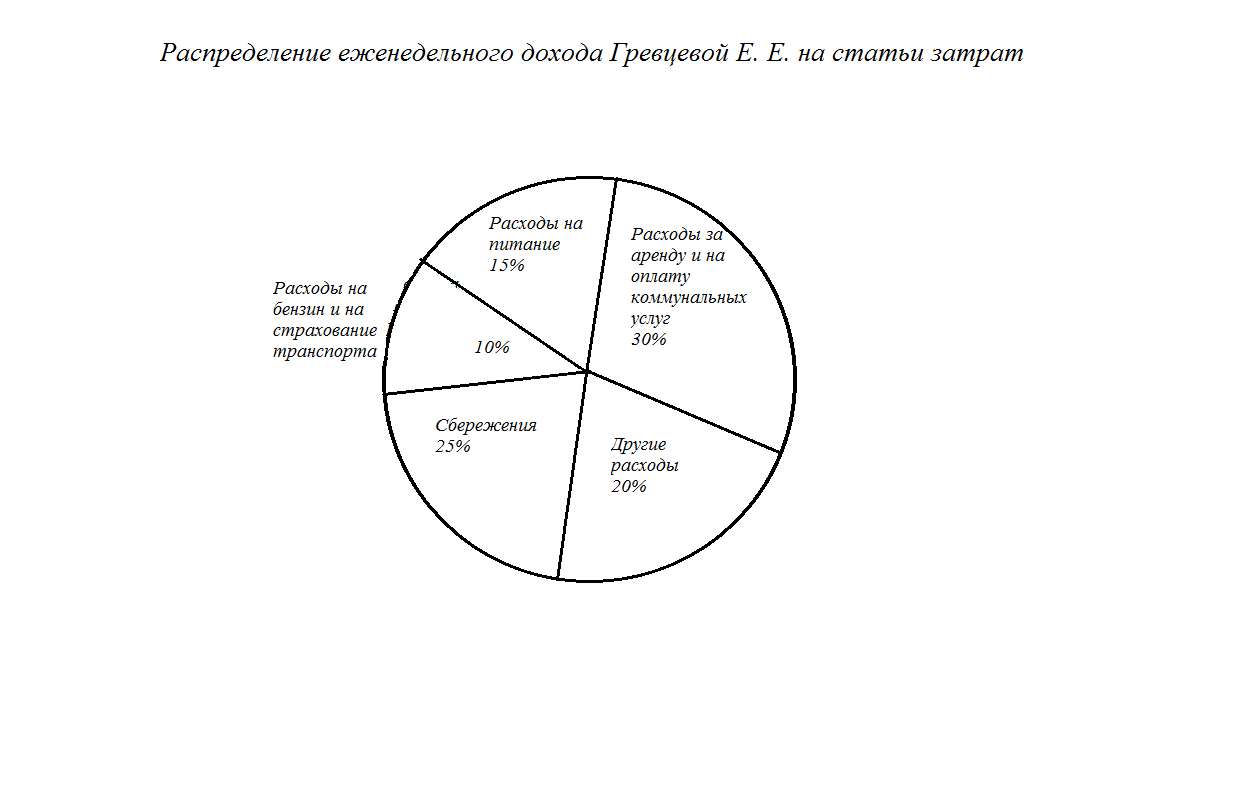 Распределение еженедельного дохода Гревцевой Е. Е. на статьи затрат
Расходы на
питание
15%
Расходы за
аренду и на
оплату
коммунальных
услуг
30%
Расходы на
бензин и на
страхование
транспорта
10%
Сбережения
25%
Другие
расходы
20%